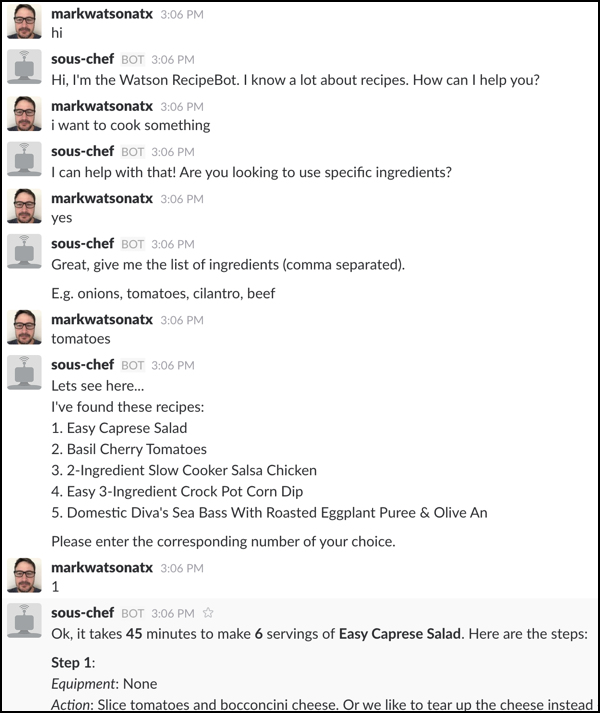 markwatsonatx 3:06 PM
hi
sous-chef BOT 3:06 PM
Hi, I'm the Watson RecipeBot. I know a lot about recipes. How can I help you?
markwatsonatx 3:06 PM
i want to cook something
sous-chef BOT 3:06 PM
I can help with that! Are you looking to use specific ingredients?
markwatsonatx 3:06 PM
yes
sous-chef BOT 3:06 PM
Great, give me the list of ingredients (comma separated).
E.g. onions, tomatoes, cilantro, beef
markwatsonatx 3:06 PM
tomatoes
sous-chef BOT 3:06 PM
Lets see here...
I've found these recipes:
1. Easy Caprese Salad
2. Basil Cherry Tomatoes
3. 2-Ingredient Slow Cooker Salsa Chicken
4. Easy 3-Ingredient Crock Pot Corn Dip
5. Domestic Diva's Sea Bass With Roasted Eggplant Puree & Olive An
Please enter the corresponding number of your choice.
markwatsonatx 3:06 PM
1
sous-chef BOT 3:06 PM
Ok, it takes 45 minutes to make 6 servings of Easy Caprese Salad. Here are the steps:
Step 1:
Equipment: None
Action: Slice tomatoes and bocconcini cheese. Or we like to tear up the cheese instead